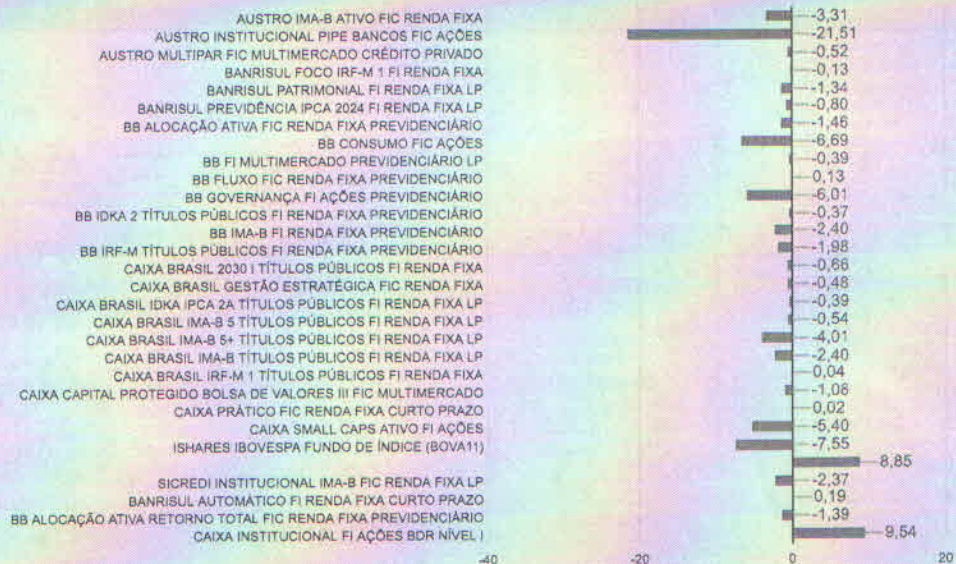 AUSTRO IMA-B ATIVO FIC RENDA FIXA -3,31
AUSTRO INSTITUCIONAL PIPE BANCOS FIC AÇÕES -21,51
AUSTRO MULTIPAR FIC MULTIMERCADO CRÉDITO PRIVADO -0,52
BANRISUL FOCO IRF-M 1 FI RENDA FIXA 0,13
BANRISUL PATRIMONIAL FI RENDA FIXA LP -1,34
BANRISUL PREVIDÊNCIA IPCA 2024 FI RENDA FIXA LP -0,80
BB ALOCAÇÃO ATIVA FIC RENDA FIXA PREVIDENCIÁRIO -1,46
BB CONSUMO FIC AÇÕES -6,69
BB FI MULTIMERCADO PREVIDENCIÁRIO LP -0,39
BB FLUXO FIC RENDA FIXA PREVIDENCIÁRIO 0,13
BB GOVERNANÇA FI AÇÕES PREVIDENCIÁRIO -6,01
BB IDKA 2 TÍTULOS PÚBLICOS FI RENDA FIXA PREVIDENCIÁRIO -0,37
BB IMA-B FI RENDA FIXA PREVIDENCIÁRIO -2,40
BB IRF-M TÍTULOS PÚBLICOS FI RENDA FIXA PREVIDENCIÁRIO -1,98
CAIXA BRASIL 2030 I TÍTULOS PÚBLICOS FI RENDA FIXA -0,66
CAIXA BRASIL GESTÃO ESTRATÉGICA FIC RENDA FIXA -0,48
CAIXA BRASIL IDKA IPCA 2A TÍTULOS PÚBLICOS FI RENDA FIXA LP -0,39
CAIXA BRASIL IMA-B 5 TÍTULOS PÚBLICOS FI RENDA FIXA LP -0,54
CAIXA BRASIL IMA-B 5+ TÍTULOS PÚBLICOS FI RENDA FIXA LP -4,01
CAIXA BRASIL IMA-B TÍTULOS PÚBLICOS FI RENDA FIXA LP -2,40
CAIXA BRASIL IRF-M 1 TÍTULOS PÚBLICOS FI RENDA FIXA 0,04
CAIXA CAPITAL PROTEGIDO BOLSA DE VALORES III FIC MULTIMERCADO -1,08
CAIXA PRÁTICO FIC RENDA FIXA CURTO PRAZO 0,02
CAIXA SMALL CAPS ATIVO FI AÇÕES -5,40
ISHARES IBOVESPA FUNDO DE ÍNDICE (BOVA11) -7,55
8,85
SICREDI INSTITUCIONAL IMA-B FIC RENDA FIXA LP -2,37
BANRISUL AUTOMÁTICO FI RENDA FIXA CURTO PRAZO 0,19
BB ALOCAÇÃO ATIVA RETORNO TOTAL FIC RENDA FIXA PREVIDENCIÁRIO -1,39
CAIXA INSTITUCIONAL FI AÇÕES BDR NÍVEL I 9,54
-40 -20 0 20